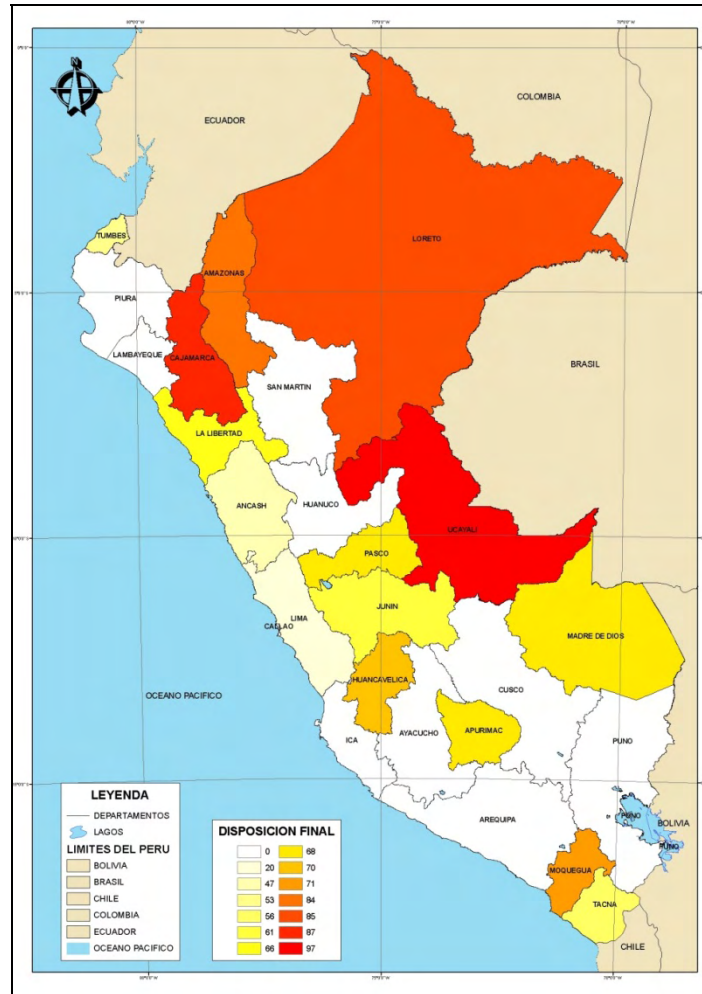 COLOMBIA
ECUADOR
TUMBES
LORETO
AMAZONAS
PIURA
LAMBAYEQUE
CAJAMARCA
BRASIL
SAN MARTIN
LA LIBERTAD
ANCASH
HUANUCO
UCAYALI
PASCO
JUNIN
LIMA
CALLAO
MADRE DE DIOS
HUANCAVELICA
CUSCO
OCEANO PACIFICO
ICA
AYACUCHO
APURIMAC
PUNO
AREQUIPA
PUNO
BOLIVIA
PUNO
MOQUEGUA
TACNA
CHILE
LEYENDA
DEPARTAMENTOS
LAGOS
LIMITES DEL PERU
BOLIVIA
BRASIL
CHILE
COLOMBIA
ECUADOR
OCEANO PACIFICO
DISPOSICION FINAL
0 68
20 70
47 71
53 84
56 85
61 87
66 97